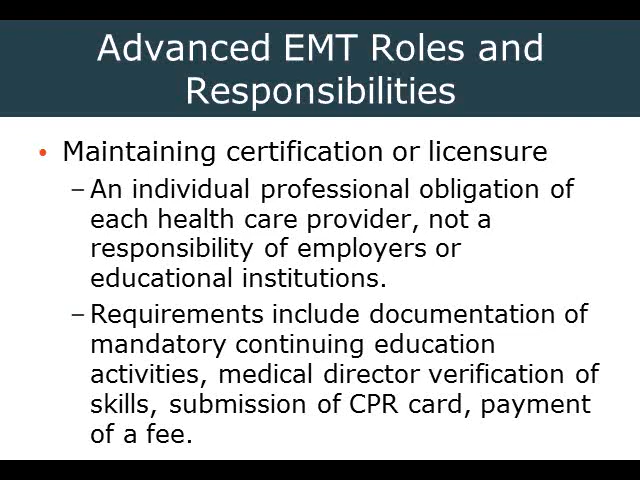 Advanced EMT Roles and
Responsibilities
• Maintaining certification or licensure
– An individual professional obligation of
each health care provider, not a
responsibility of employers or
educational institutions.
– Requirements include documentation of
mandatory continuing education
activities, medical director verification of
skills, submission of CPR card, payment
of a fee.